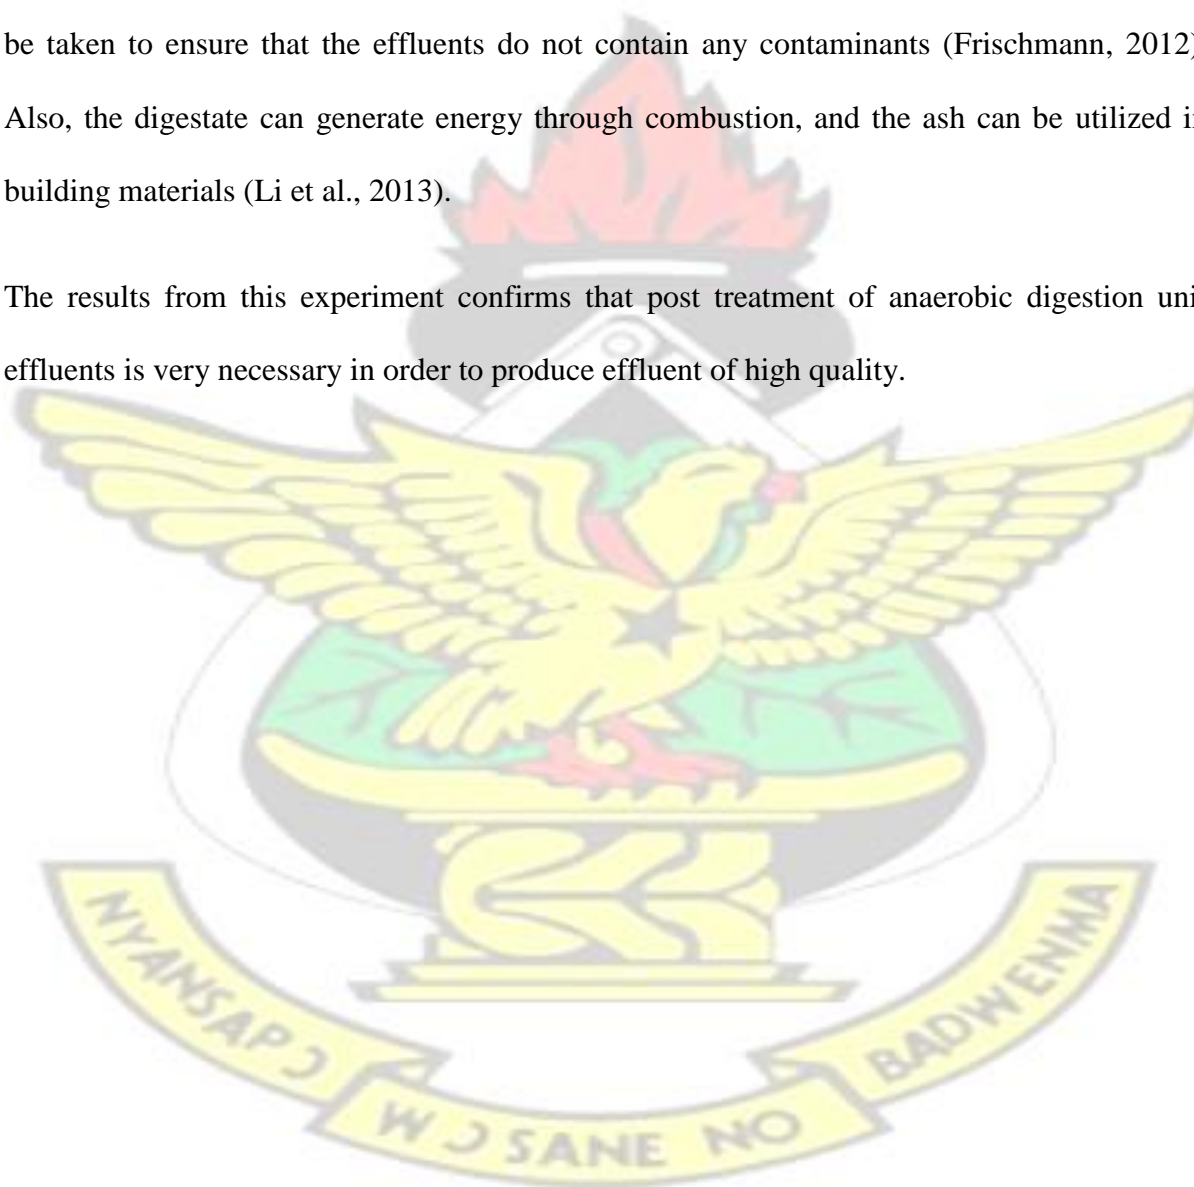 be taken to ensure that the effluents do not contain any contaminants (Frischmann, 2012)
Also, the digestate can generate energy through combustion, and the ash can be utilized i
building materials (Li et al., 2013).
The results from this experiment confirms that post treatment of anaerobic digestion uni
effluents is very necessary in order to produce effluent of high quality.
NYANSAPƆ
WƆSANE NO
BADWENMA